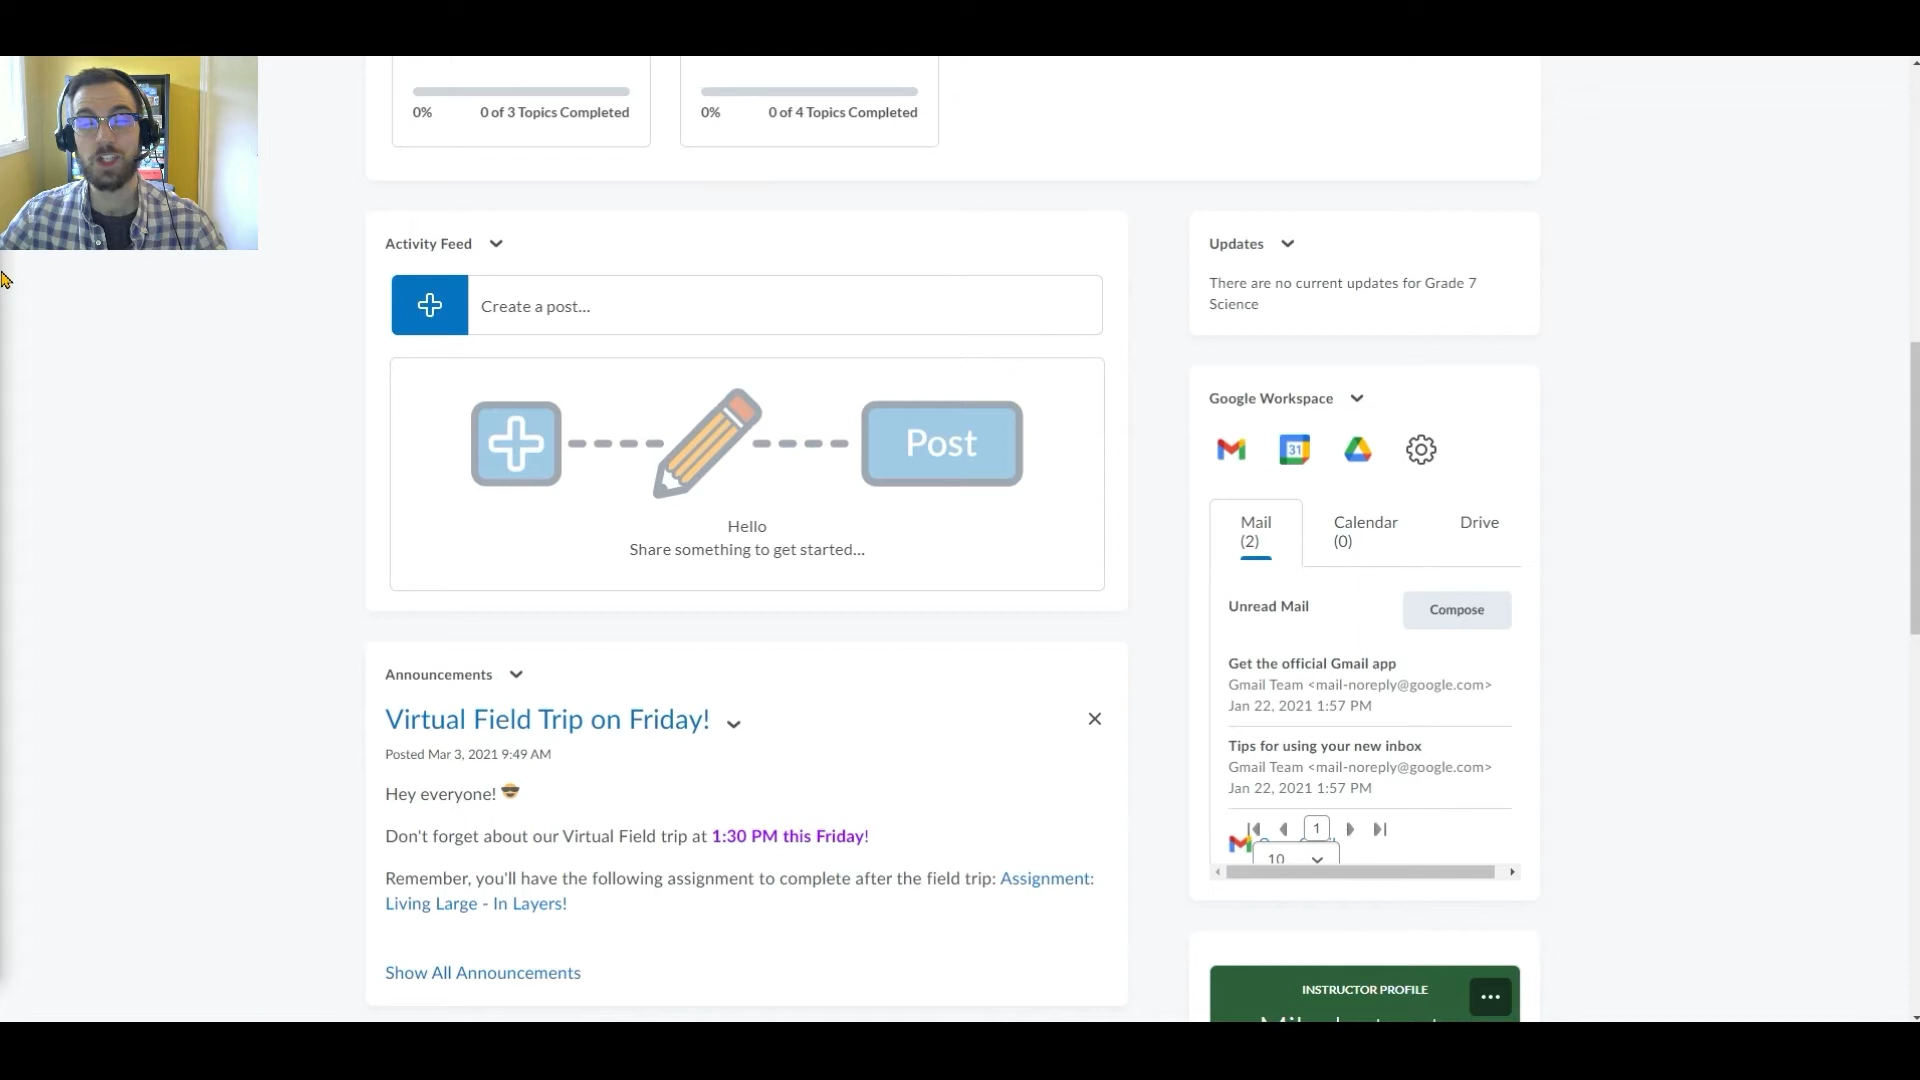 0%
0 of 3 Topics Completed
0%
0 of 4 Topics Completed
Activity Feed
Create a post...
Post
Hello
Share something to get started...
Announcements
Virtual Field Trip on Friday!
Posted Mar 3, 2021 9:49 AM
Hey everyone!
Don't forget about our Virtual Field trip at 1:30 PM this Friday!
Remember, you'll have the following assignment to complete after the field trip: Assignment:
Living Large - In Layers!
Show All Announcements
Updates
There are no current updates for Grade 7
Science
Google Workspace
31
Mail
(2)
Calendar
(0)
Drive
Unread Mail
Compose
Get the official Gmail app
Gmail Team <mail-noreply@google.com>
Jan 22, 2021 1:57 PM
Tips for using your new inbox
Gmail Team <mail-noreply@google.com>
Jan 22, 2021 1:57 PM
1
10
INSTRUCTOR PROFILE